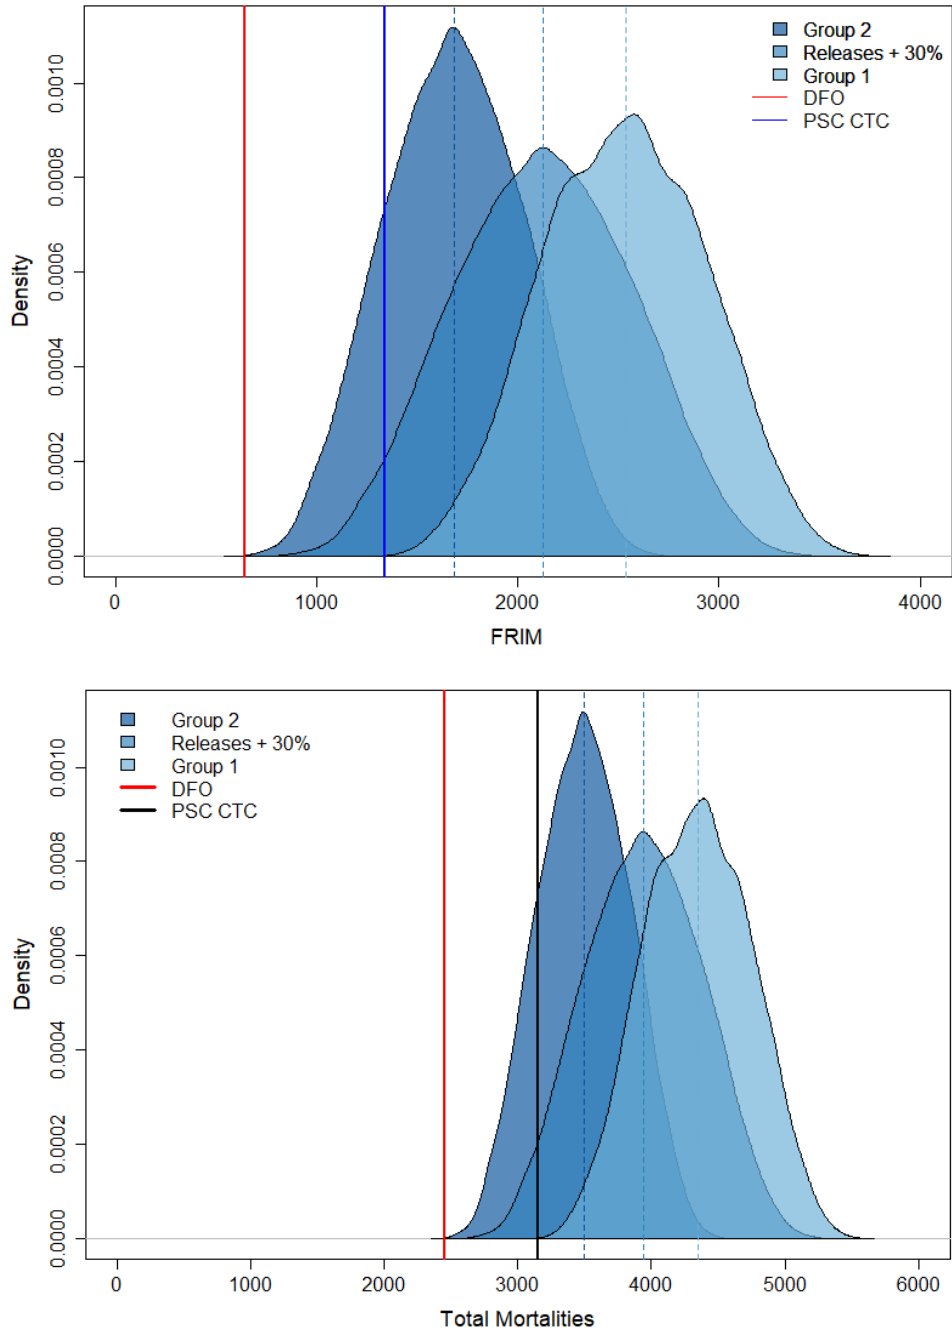 Group 2
Releases + 30%
Group 1
DFO
PSC CTC
Density
0.0010
0.0008
0.0006
0.0004
0.0002
0.0000
0 1000 2000 3000 4000
FRIM
Group 2
Releases + 30%
Group 1
DFO
PSC CTC
Density
0.0010
0.0008
0.0006
0.0004
0.0002
0.0000
0 1000 2000 3000 4000 5000 6000
Total Mortalities